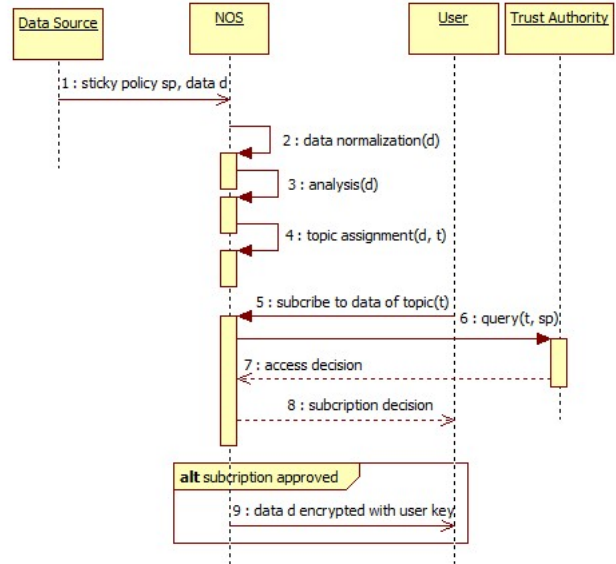 Data Source
NOS
User
Trust Authority
1 : sticky policy sp, data d
2 : data normalization(d)
3 : analysis(d)
4 : topic assignment(d, t)
5 : subcribe to data of topic(t)
6 : query(t, sp)
7 : access decision
8 : subcription decision
alt subcription approved
9 : data d encrypted with user key